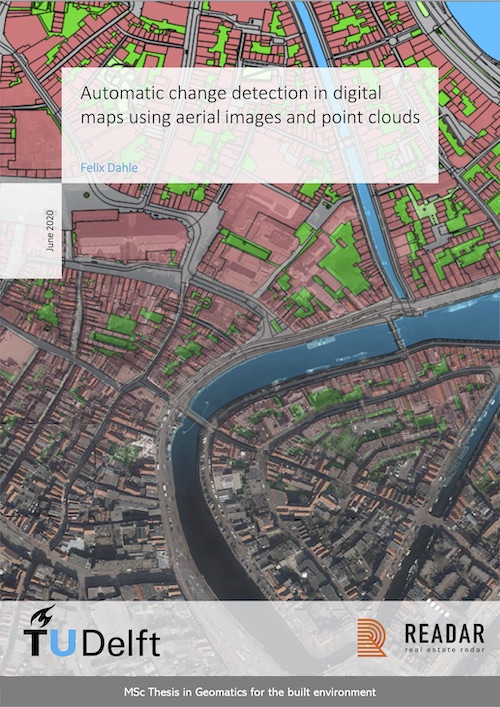 Automatic change detection in digital
maps using aerial images and point clouds
Felix Dahle
June 2020
TU Delft
READAR
real estate radar
MSc Thesis in Geomatics for the built environment